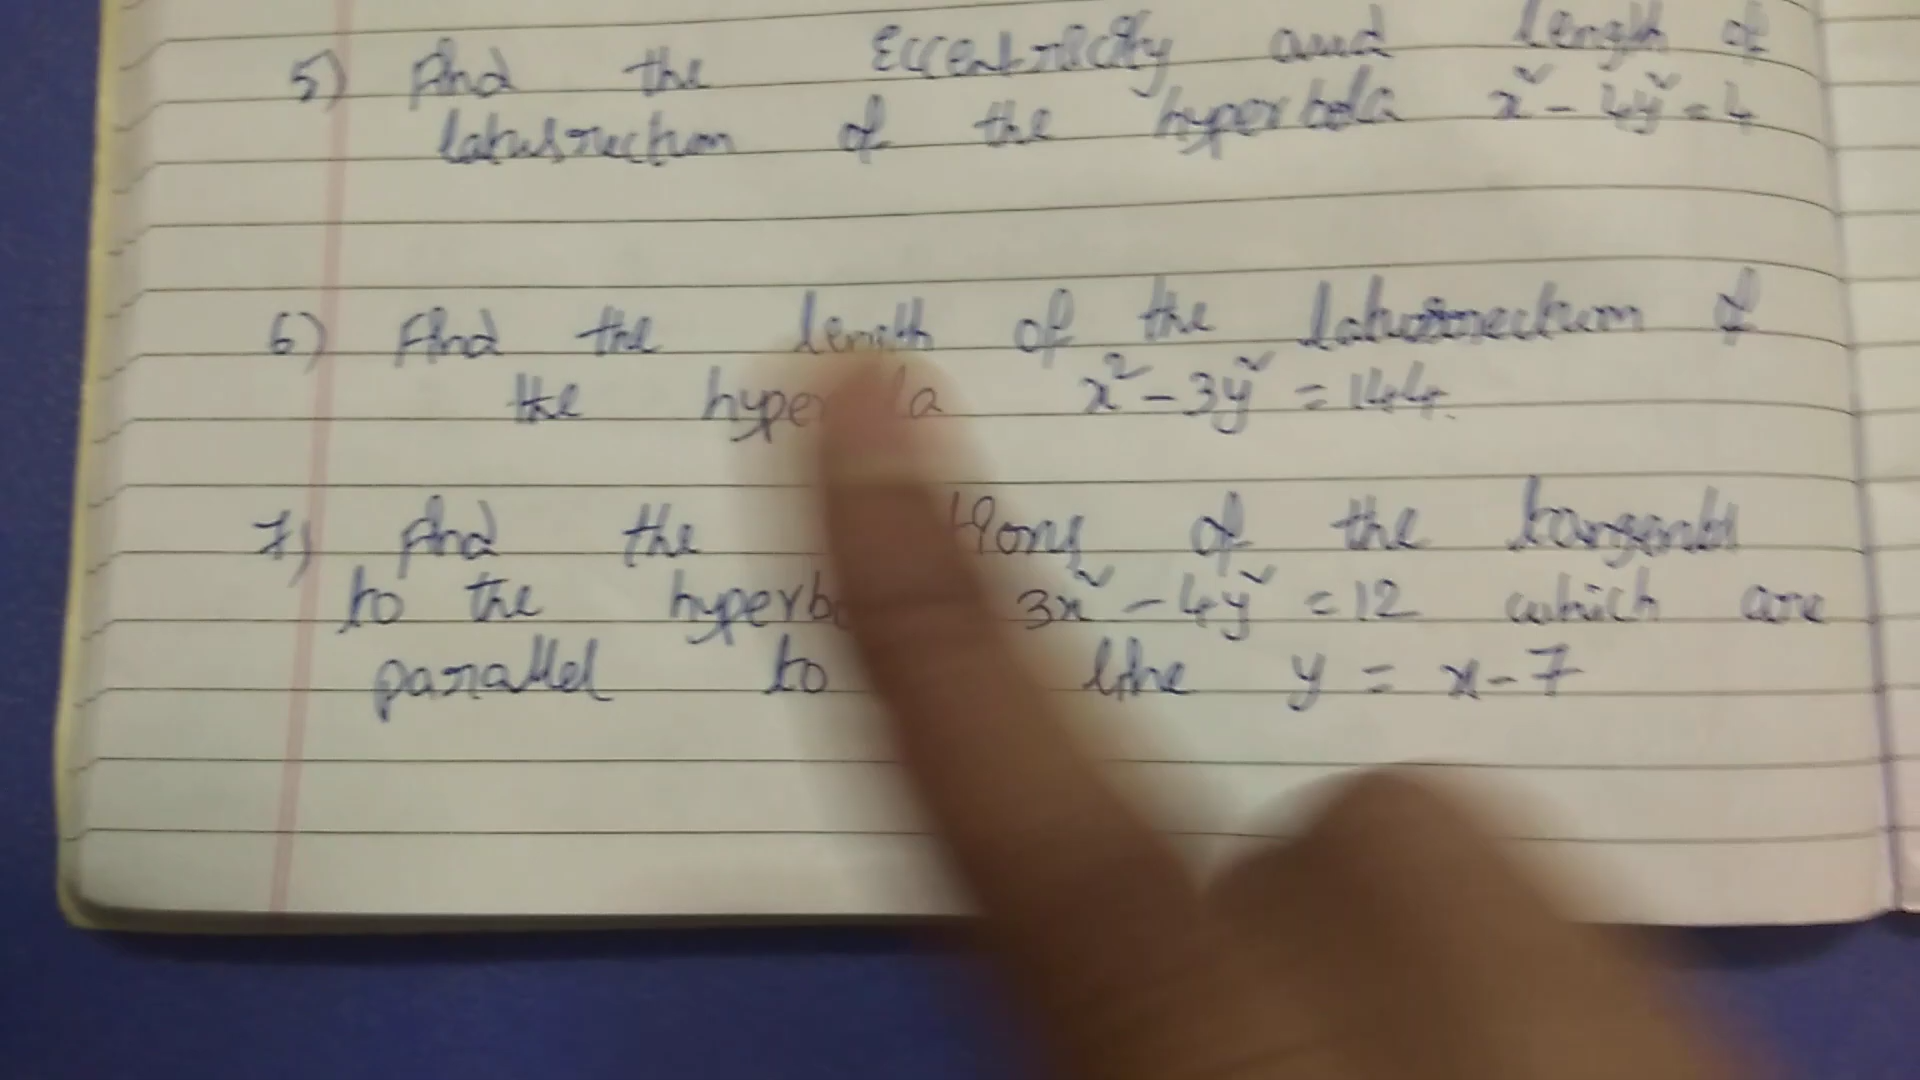 5) Find the Eccentricity and length of
latusrectum of the hyperbola x² - 4y² = 4
6) Find the length of the latusrectum of
the x² - 3y² = 144.
7) Find the of the tangents
to the 3x² - 4y² = 12 which are
parallel to line y = x - 7